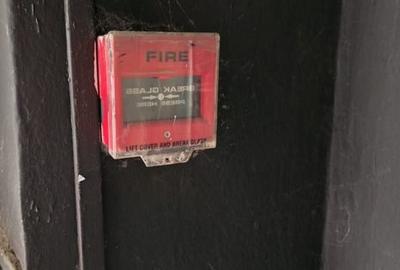 FIRE
BREAK GLASS
PRESS HERE
LIFT COVER AND BREAK GLASS